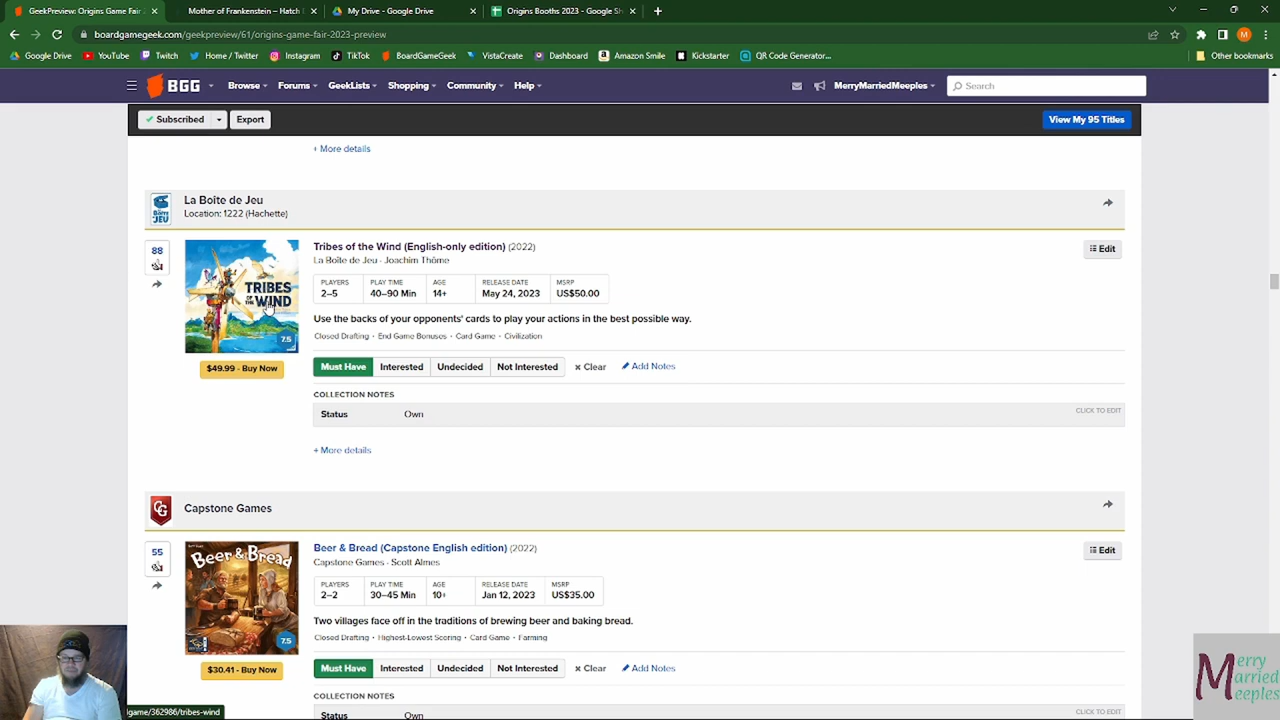 GeekPreview: Origins Game Fair 2
Mother of Frankenstein – Hatch
My Drive - Google Drive
Origins Booths 2023 - Google Sh
boardgamegeek.com/geekpreview/61/origins-game-fair-2023-preview
Google Drive
YouTube
Twitch
Home / Twitter
Instagram
TikTok
BoardGameGeek
VistaCreate
Dashboard
Amazon Smile
Kickstarter
QR Code Generator...
Other bookmarks
BGG
Browse
Forums
GeekLists
Shopping
Community
Help
MerryMarriedMeeples
Search
Subscribed
Export
View My 95 Titles
+ More details
La Boîte de Jeu
Location: 1222 (Hachette)
88
TRIBES
OF THE WIND
7.5
$49.99 - Buy Now
Tribes of the Wind (English-only edition) (2022)
Edit
La Boîte de Jeu · Joachim Thôme
PLAYERS PLAY TIME AGE RELEASE DATE MSRP
2–5 40–90 Min 14+ May 24, 2023 US$50.00
Use the backs of your opponents' cards to play your actions in the best possible way.
Closed Drafting • End Game Bonuses • Card Game • Civilization
Must Have Interested Undecided Not Interested × Clear Add Notes
COLLECTION NOTES
Status Own CLICK TO EDIT
+ More details
CG
Capstone Games
55
Beer & Bread
7.5
$30.41 - Buy Now
Beer & Bread (Capstone English edition) (2022)
Edit
Capstone Games · Scott Almes
PLAYERS PLAY TIME AGE RELEASE DATE MSRP
2–2 30–45 Min 10+ Jan 12, 2023 US$35.00
Two villages face off in the traditions of brewing beer and baking bread.
Closed Drafting • Highest-Lowest Scoring • Card Game • Farming
Must Have Interested Undecided Not Interested × Clear Add Notes
COLLECTION NOTES
Status Own CLICK TO EDIT
lgame/362986/tribes-wind
Merry
Married
Meeples